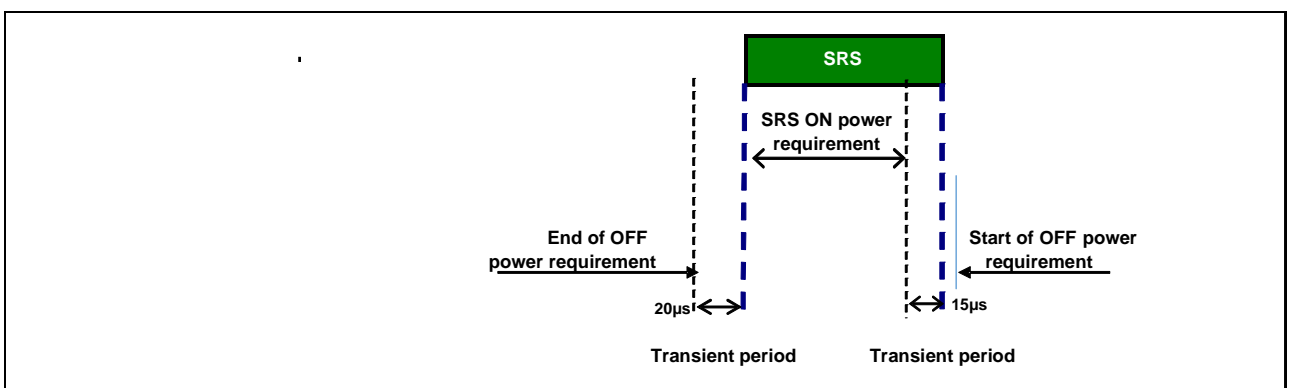 SRS
SRS ON power
requirement
End of OFF
power requirement
Start of OFF power
requirement
20µs
15µs
Transient period
Transient period